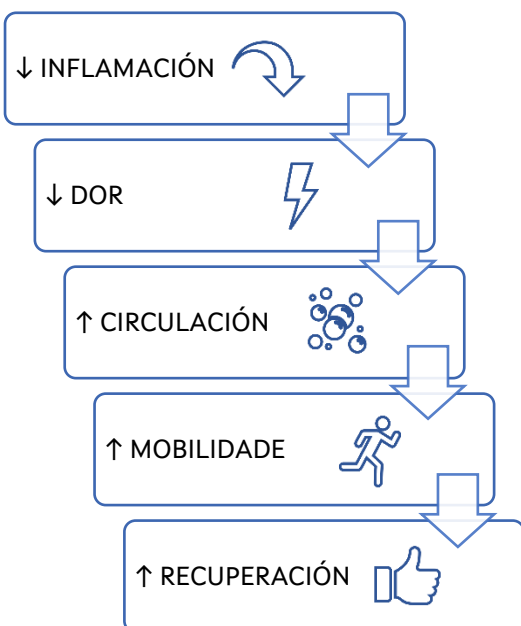 ↓ INFLAMACIÓN
↓ DOR
↑ CIRCULACIÓN
↑ MOBILIDADE
↑ RECUPERACIÓN